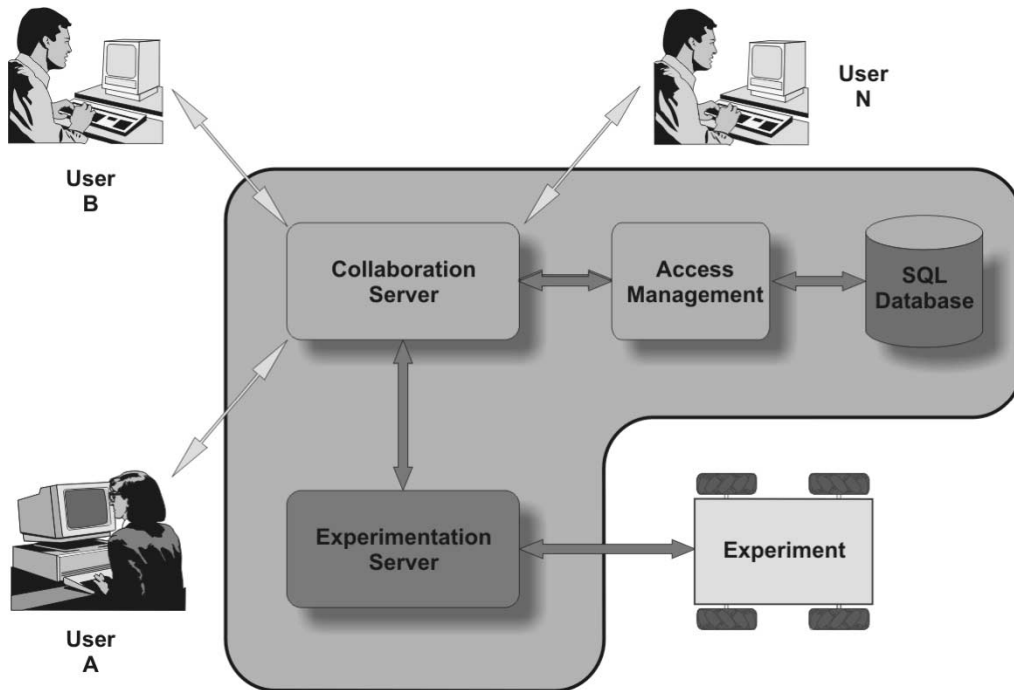 User
N
User
B
Collaboration
Server
Access
Management
SQL
Database
Experimentation
Server
Experiment
User
A